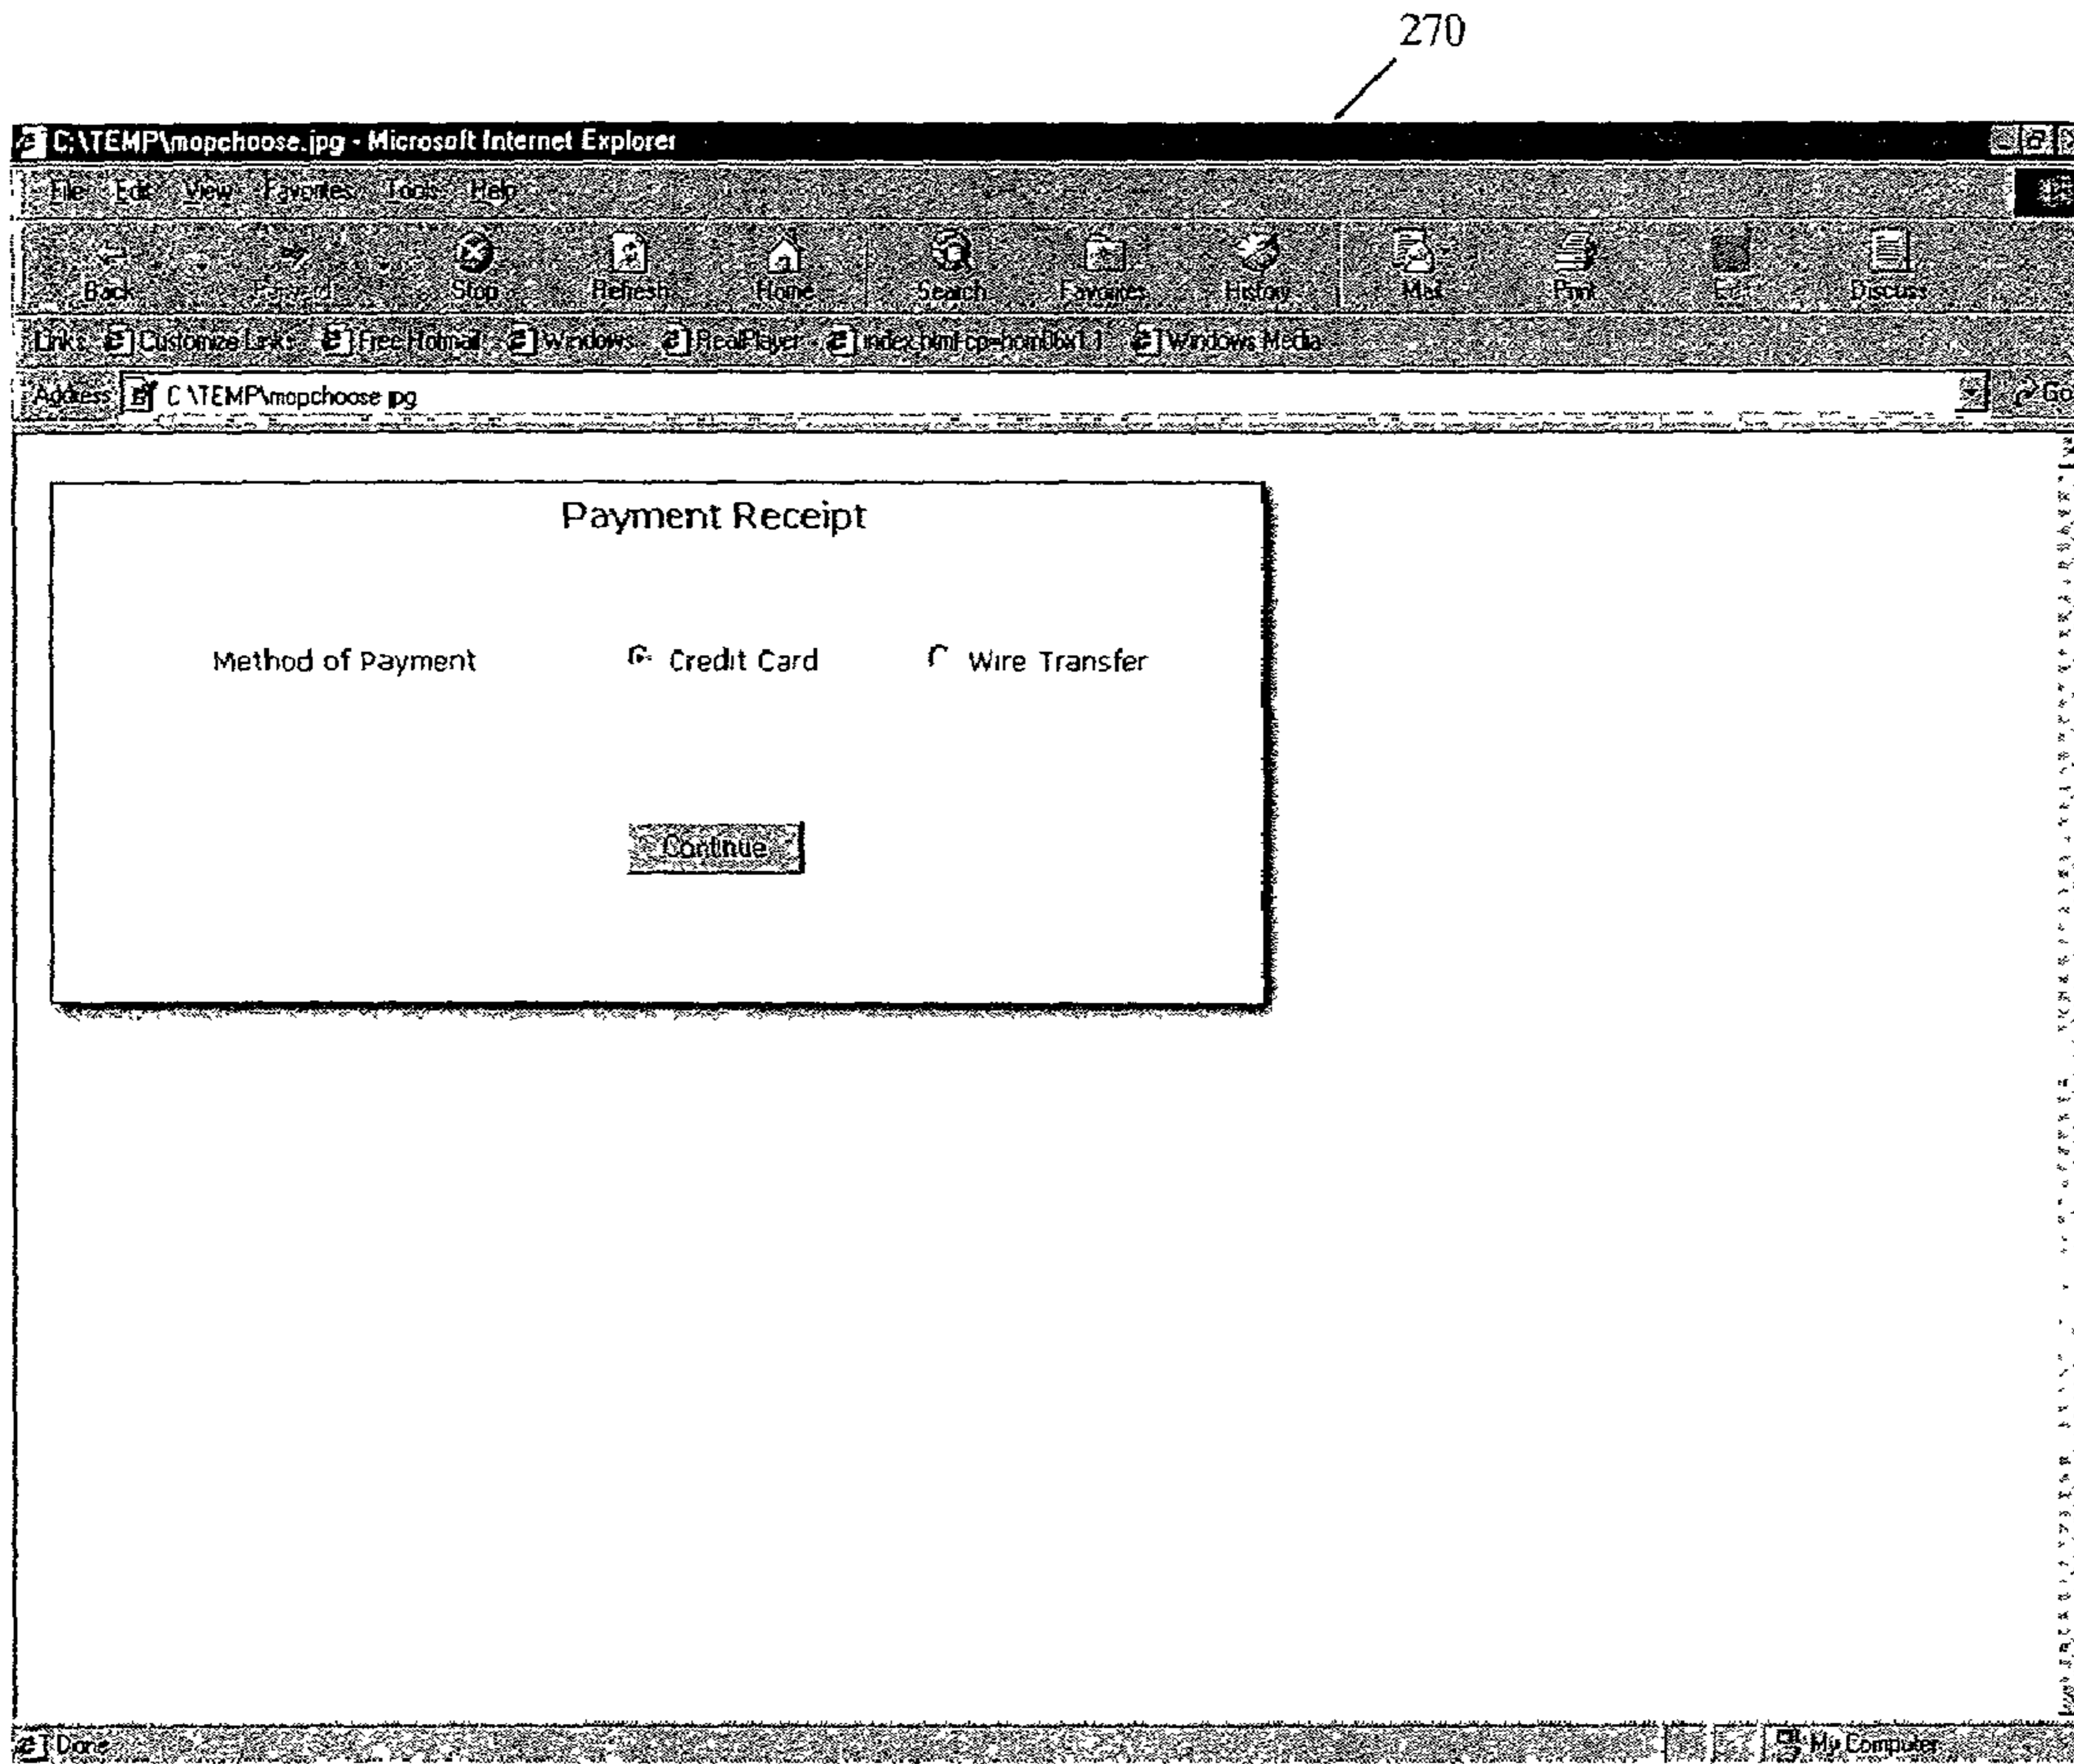 270
C:\TEMP\mopchoose.jpg - Microsoft Internet Explorer
File Edit View Favorites Tools Help
Back Forward Stop Refresh Home Search Favorites History Mail Print Edit Discuss
Links Customize Links Free Hotmail Windows RealPlayer Windows Media
Address C:\TEMP\mopchoose.jpg Go
Payment Receipt
Method of Payment Credit Card Wire Transfer
Continue
Done My Computer